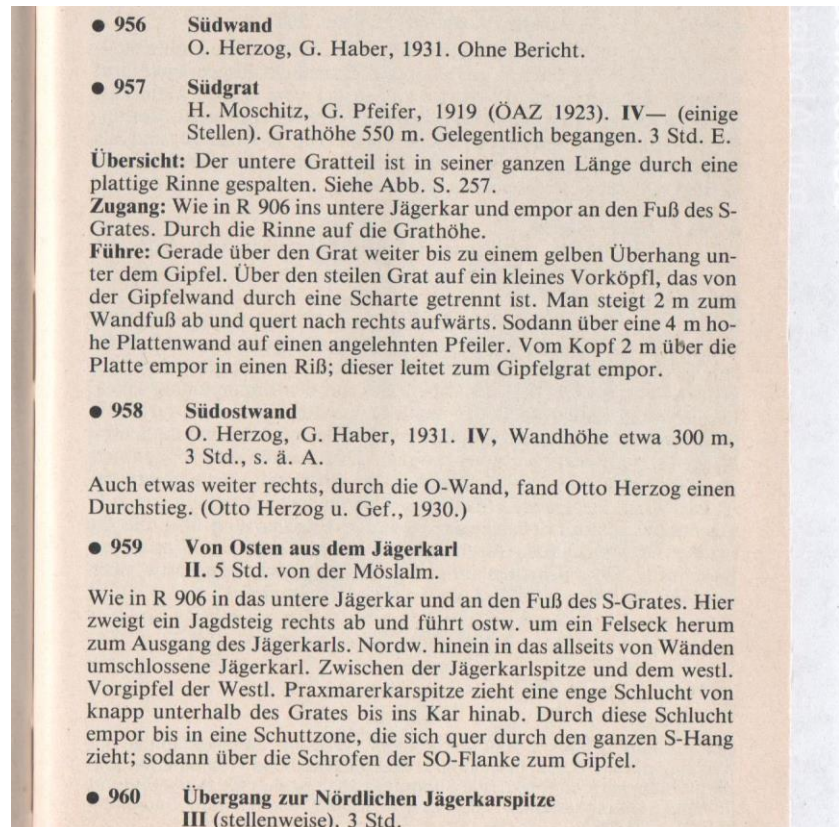 ● 956 Südwand
O. Herzog, G. Haber, 1931. Ohne Bericht.
● 957 Südgrat
H. Moschitz, G. Pfeifer, 1919 (ÖAZ 1923). IV— (einige
Stellen). Grathöhe 550 m. Gelegentlich begangen. 3 Std. E.
Übersicht: Der untere Gratteil ist in seiner ganzen Länge durch eine
plattige Rinne gespalten. Siehe Abb. S. 257.
Zugang: Wie in R 906 ins untere Jägerkar und empor an den Fuß des S-
Grates. Durch die Rinne auf die Grathöhe.
Führe: Gerade über den Grat weiter bis zu einem gelben Überhang un-
ter dem Gipfel. Über den steilen Grat auf ein kleines Vorköpfl, das von
der Gipfelwand durch eine Scharte getrennt ist. Man steigt 2 m zum
Wandfuß ab und quert nach rechts aufwärts. Sodann über eine 4 m ho-
he Plattenwand auf einen angelehnten Pfeiler. Vom Kopf 2 m über die
Platte empor in einen Riß; dieser leitet zum Gipfelgrat empor.
● 958 Südostwand
O. Herzog, G. Haber, 1931. IV, Wandhöhe etwa 300 m,
3 Std., s. ä. A.
Auch etwas weiter rechts, durch die O-Wand, fand Otto Herzog einen
Durchstieg. (Otto Herzog u. Gef., 1930.)
● 959 Von Osten aus dem Jägerkarl
II. 5 Std. von der Möslalm.
Wie in R 906 in das untere Jägerkar und an den Fuß des S-Grates. Hier
zweigt ein Jagdsteig rechts ab und führt ostw. um ein Felseck herum
zum Ausgang des Jägerkarls. Nordw. hinein in das allseits von Wänden
umschlossene Jägerkarl. Zwischen der Jägerkarlspitze und dem westl.
Vorgipfel der Westl. Praxmarerkarspitze zieht eine enge Schlucht von
knapp unterhalb des Grates bis ins Kar hinab. Durch diese Schlucht
empor bis in eine Schuttzone, die sich quer durch den ganzen S-Hang
zieht; sodann über die Schrofen der SO-Flanke zum Gipfel.
● 960 Übergang zur Nördlichen Jägerkarspitze
III (stellenweise). 3 Std.